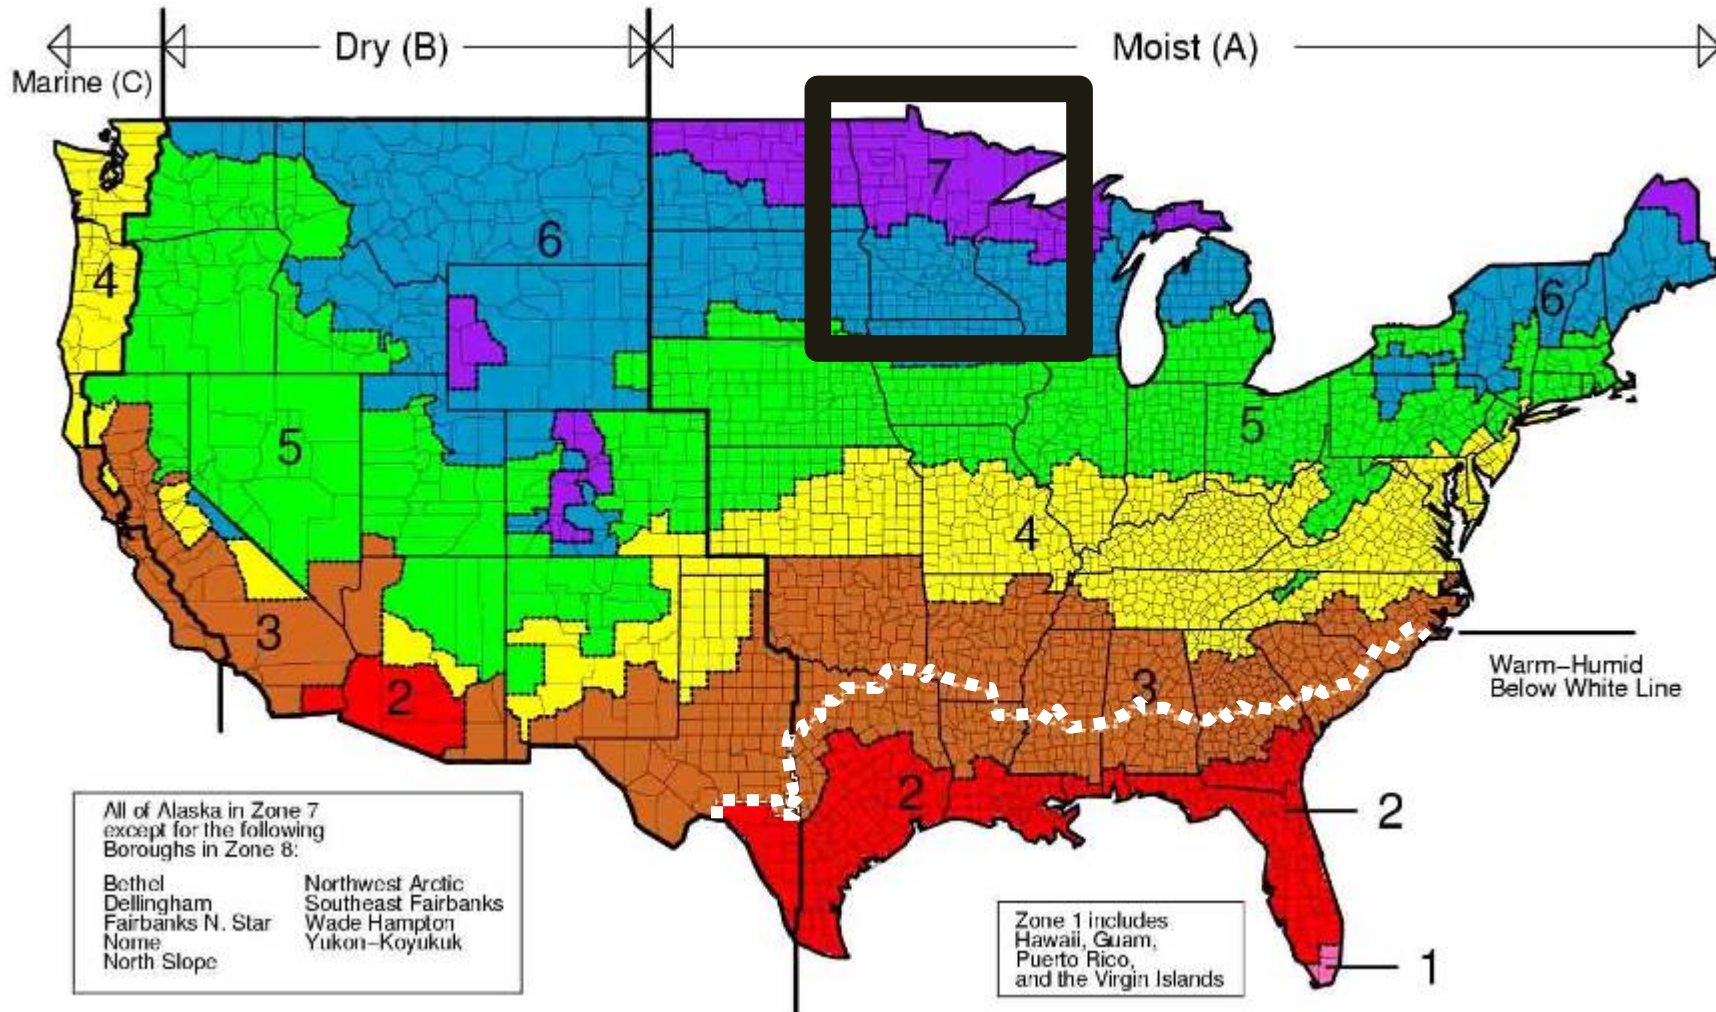 Marine (C)
Dry (B)
Moist (A)
7
6
4
6
5
5
4
3
3
2
2
Warm–Humid
Below White Line
2
1
All of Alaska in Zone 7
except for the following
Boroughs in Zone 8:
Bethel
Dellingham
Fairbanks N. Star
Nome
North Slope
Northwest Arctic
Southeast Fairbanks
Wade Hampton
Yukon–Koyukuk
Zone 1 includes
Hawaii, Guam,
Puerto Rico,
and the Virgin Islands